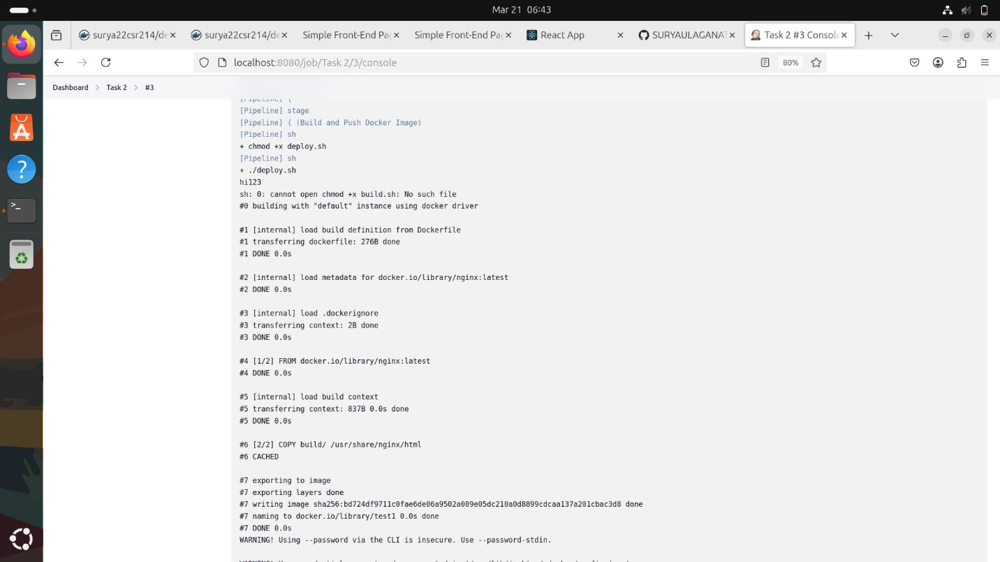 Mar 21 06:43
surya22csr214/de
surya22csr214/de
Simple Front-End Pag
Simple Front-End Pag
React App
SURYAULAGANAT
Task 2 #3 Console
localhost:8080/job/Task 2/3/console
80%
Dashboard
Task 2
#3
[Pipeline] {
[Pipeline] stage
[Pipeline] { (Build and Push Docker Image)
[Pipeline] sh
+ chmod +x deploy.sh
[Pipeline] sh
+ ./deploy.sh
hi123
sh: 0: cannot open chmod +x build.sh: No such file
#0 building with "default" instance using docker driver
#1 [internal] load build definition from Dockerfile
#1 transferring dockerfile: 276B done
#1 DONE 0.0s
#2 [internal] load metadata for docker.io/library/nginx:latest
#2 DONE 0.0s
#3 [internal] load .dockerignore
#3 transferring context: 2B done
#3 DONE 0.0s
#4 [1/2] FROM docker.io/library/nginx:latest
#4 DONE 0.0s
#5 [internal] load build context
#5 transferring context: 837B 0.0s done
#5 DONE 0.0s
#6 [2/2] COPY build/ /usr/share/nginx/html
#6 CACHED
#7 exporting to image
#7 exporting layers done
#7 writing image sha256:bd724df9711c0fae6de06a9502a009e05dc210a0d8899cdcaa137a201cbac3d8 done
#7 naming to docker.io/library/test1 0.0s done
#7 DONE 0.0s
WARNING! Using --password via the CLI is insecure. Use --password-stdin.